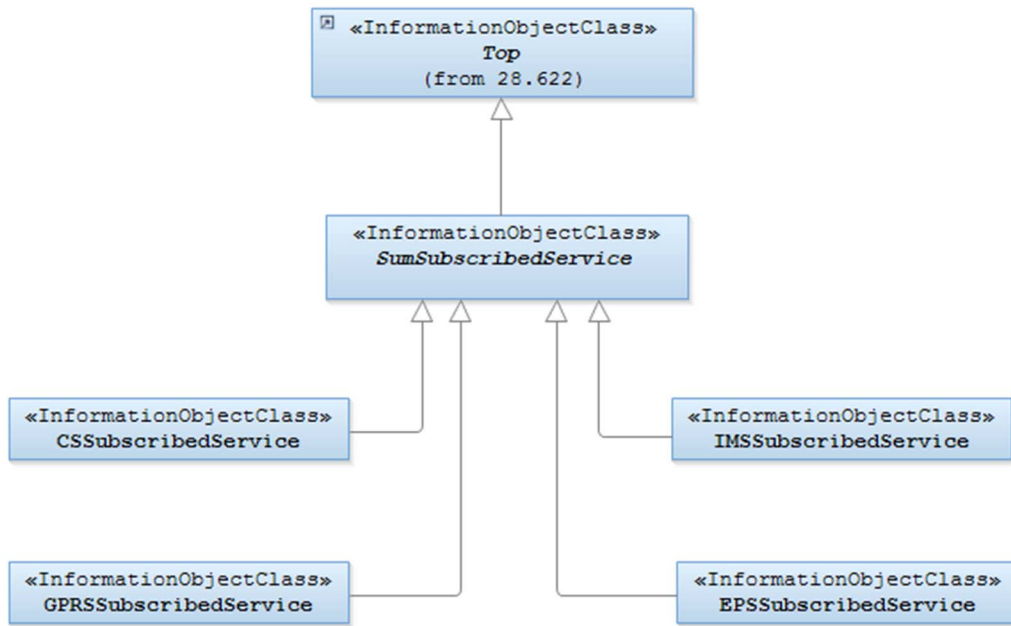 «InformationObjectClass»
Top
(from 28.622)
«InformationObjectClass»
SumSubscribedService
«InformationObjectClass»
CSSubscribedService
«InformationObjectClass»
IMSSubscribedService
«InformationObjectClass»
GPRSSubscribedService
«InformationObjectClass»
EPSSubscribedService